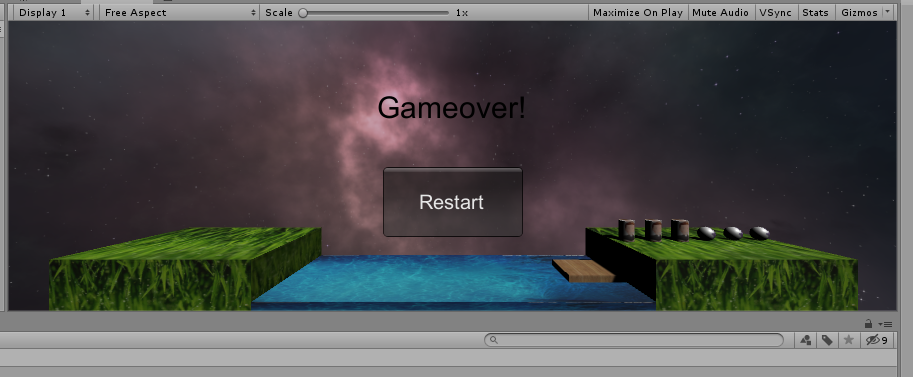 Display 1 Free Aspect Scale 1x Maximize On Play Mute Audio VSync Stats Gizmos
Gameover!
Restart
9